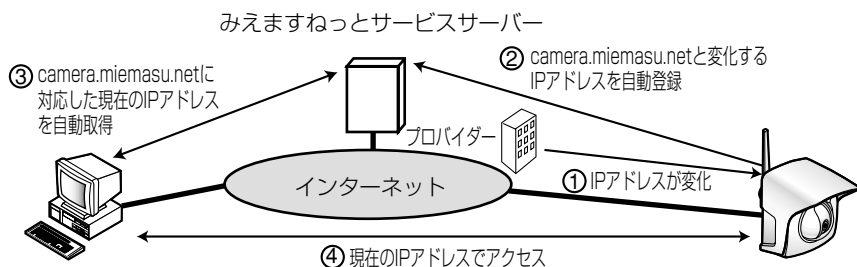 みえますねっとサービスサーバー
② camera.miemasu.netと変化する
IPアドレスを自動登録
③ camera.miemasu.netに
対応した現在のIPアドレス
を自動取得
プロバイダー
インターネット
① IPアドレスが変化
④ 現在のIPアドレスでアクセス